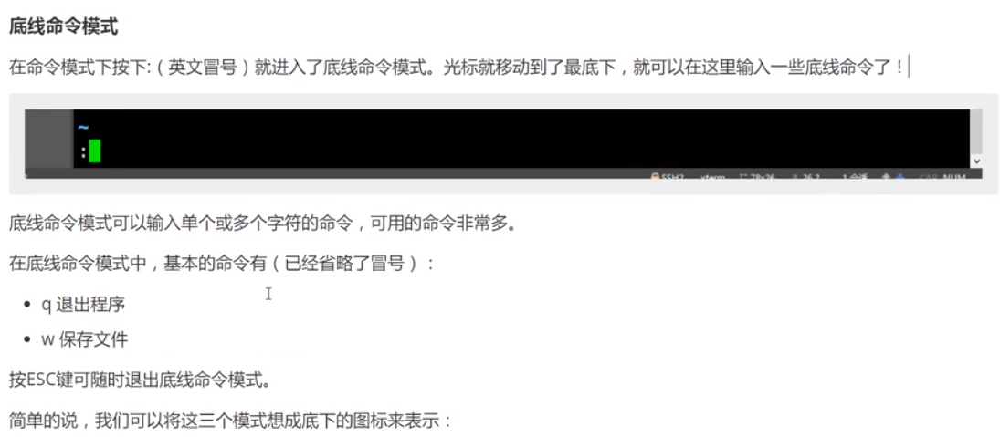 底线命令模式
在命令模式下按下:（英文冒号）就进入了底线命令模式。光标就移动到了最底下，就可以在这里输入一些底线命令了！
~
:
SSH2 xterm 78x26 26,2 1 会话 CAP NUM
底线命令模式可以输入单个或多个字符的命令，可用的命令非常多。
在底线命令模式中，基本的命令有（已经省略了冒号）：
• q 退出程序
• w 保存文件
按ESC键可随时退出底线命令模式。
简单的说，我们可以将这三个模式想成底下的图标来表示：